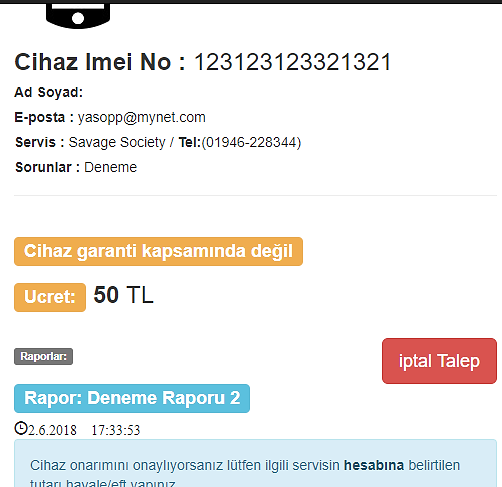 Cihaz Imei No : 123123123321321
Ad Soyad:
E-posta : yasopp@mynet.com
Servis : Savage Society / Tel:(01946-228344)
Sorunlar : Deneme
Cihaz garanti kapsamında değil
Ucret: 50 TL
Raporlar:
iptal Talep
Rapor: Deneme Raporu 2
2.6.2018 17:33:53
Cihaz onarımını onaylıyorsanız lütfen ilgili servisin hesabına belirtilen
tutarı havale/eft yapınız